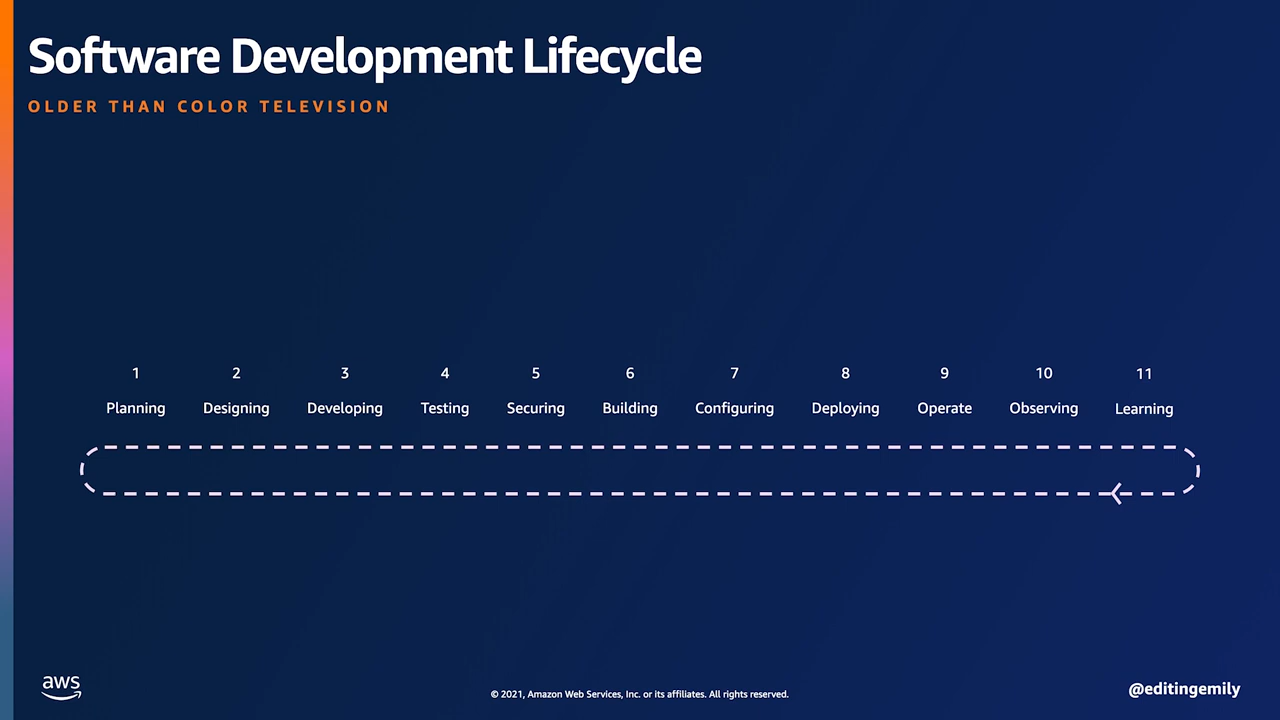 Software Development Lifecycle
OLDER THAN COLOR TELEVISION
1 2 3 4 5 6 7 8 9 10 11
Planning Designing Developing Testing Securing Building Configuring Deploying Operate Observing Learning
aws
© 2021, Amazon Web Services, Inc. or its affiliates. All rights reserved.
@editingemily